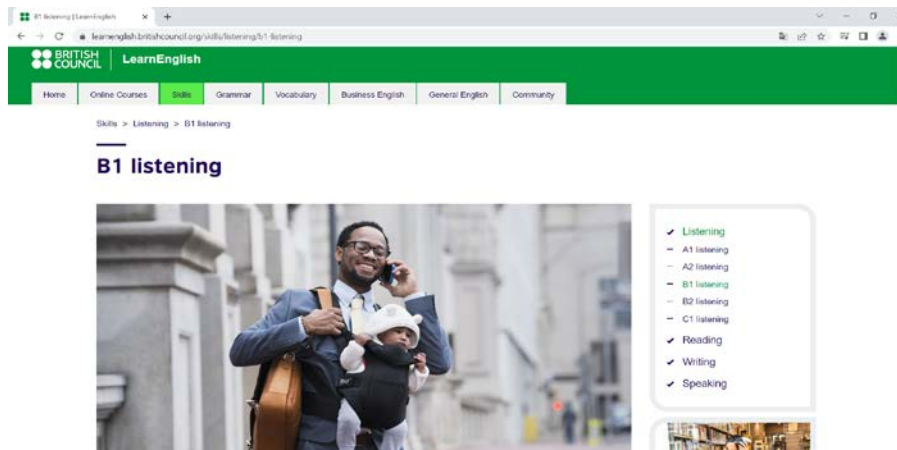 B1 listening | LearnEnglish
learnenglish.britishcouncil.org/skills/listening/b1-listening
BRITISH
COUNCIL
LearnEnglish
Home Online Courses Skills Grammar Vocabulary Business English General English Community
Skills > Listening > B1 listening
B1 listening
Listening
A1 listening
A2 listening
B1 listening
B2 listening
C1 listening
Reading
Writing
Speaking